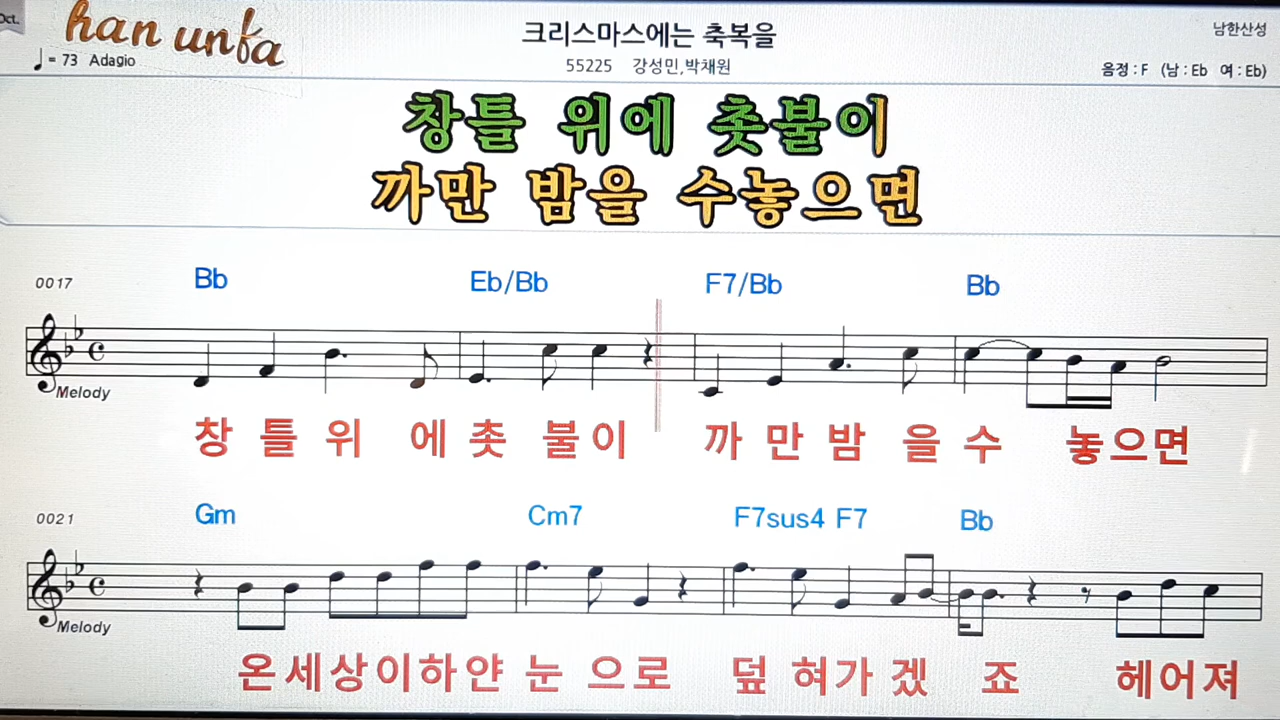 Oct.
han unfa
크리스마스에는 축복을
남한산성
= 73 Adagio
55225 강성민,박채원
음정 : F (남 : Eb 여 : Eb)
창틀 위에 촛불이
까만 밤을 수놓으면
0017 Bb Eb/Bb F7/Bb Bb
Melody
창 틀 위 에 촛 불이 까 만 밤 을 수 놓으면
0021 Gm Cm7 F7sus4 F7 Bb
Melody
온세상이하얀 눈 으로 덮 혀가 겠 죠 헤어져